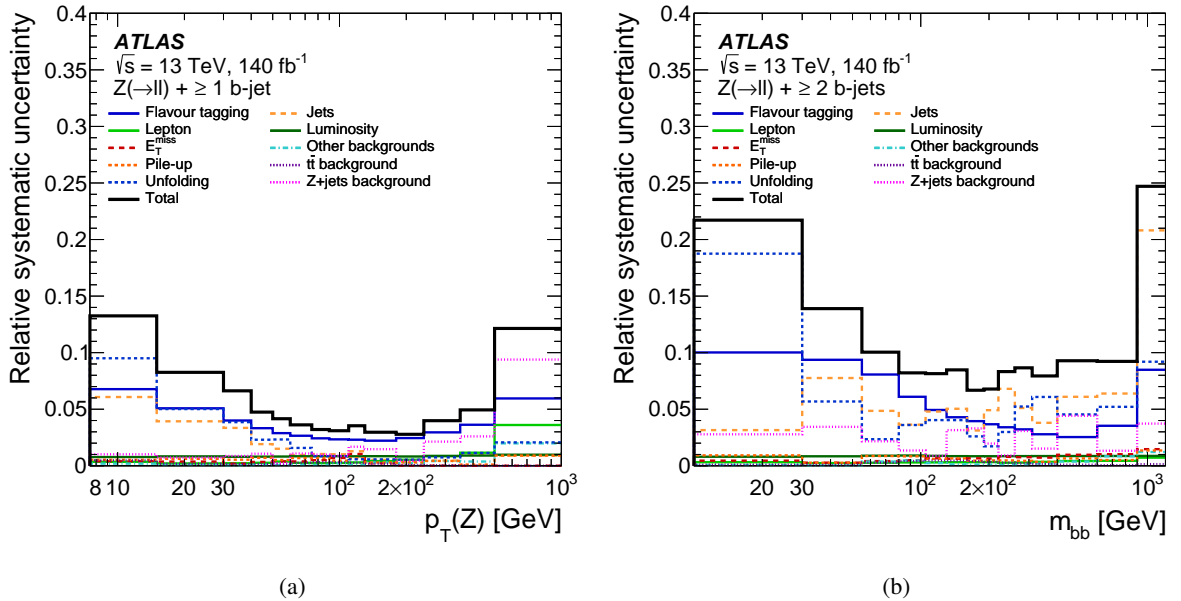 Relative systematic uncertainty
0.4
0.35
0.3
0.25
0.2
0.15
0.1
0.05
0
ATLAS
√s = 13 TeV, 140 fb⁻¹
Z(→ll) + ≥ 1 b-jet
Flavour tagging
Lepton
E_T^miss
Pile-up
Unfolding
Total
Jets
Luminosity
Other backgrounds
tt̄ background
Z+jets background
8 10 20 30 10² 2×10² 10³
p_T(Z) [GeV]
(a)
Relative systematic uncertainty
0.4
0.35
0.3
0.25
0.2
0.15
0.1
0.05
0
ATLAS
√s = 13 TeV, 140 fb⁻¹
Z(→ll) + ≥ 2 b-jets
Flavour tagging
Lepton
E_T^miss
Pile-up
Unfolding
Total
Jets
Luminosity
Other backgrounds
tt̄ background
Z+jets background
20 30 10² 2×10² 10³
m_bb [GeV]
(b)